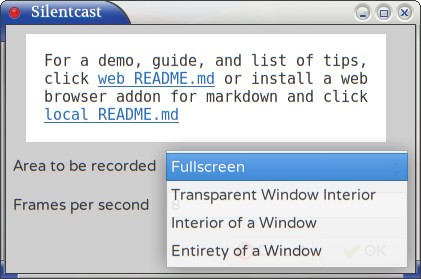 Silentcast
For a demo, guide, and list of tips,
click web README.md or install a web
browser addon for markdown and click
local README.md
Area to be recorded
Fullscreen
Transparent Window Interior
Frames per second
8
Interior of a Window
Entirety of a Window
OK